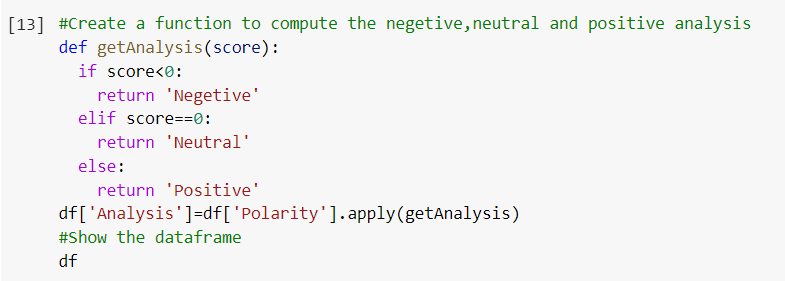 [13] #Create a function to compute the negetive,neutral and positive analysis
def getAnalysis(score):
  if score<0:
    return 'Negetive'
  elif score==0:
    return 'Neutral'
  else:
    return 'Positive'
df['Analysis']=df['Polarity'].apply(getAnalysis)
#Show the dataframe
df